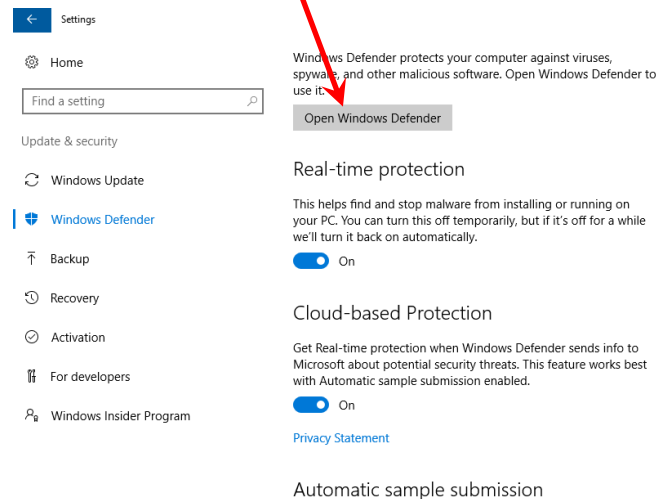 Settings
Home
Find a setting
Update & security
Windows Update
Windows Defender
Backup
Recovery
Activation
For developers
Windows Insider Program
Windows Defender protects your computer against viruses,
spyware, and other malicious software. Open Windows Defender to
use it.
Open Windows Defender
Real-time protection
This helps find and stop malware from installing or running on
your PC. You can turn this off temporarily, but if it's off for a while
we'll turn it back on automatically.
On
Cloud-based Protection
Get Real-time protection when Windows Defender sends info to
Microsoft about potential security threats. This feature works best
with Automatic sample submission enabled.
On
Privacy Statement
Automatic sample submission